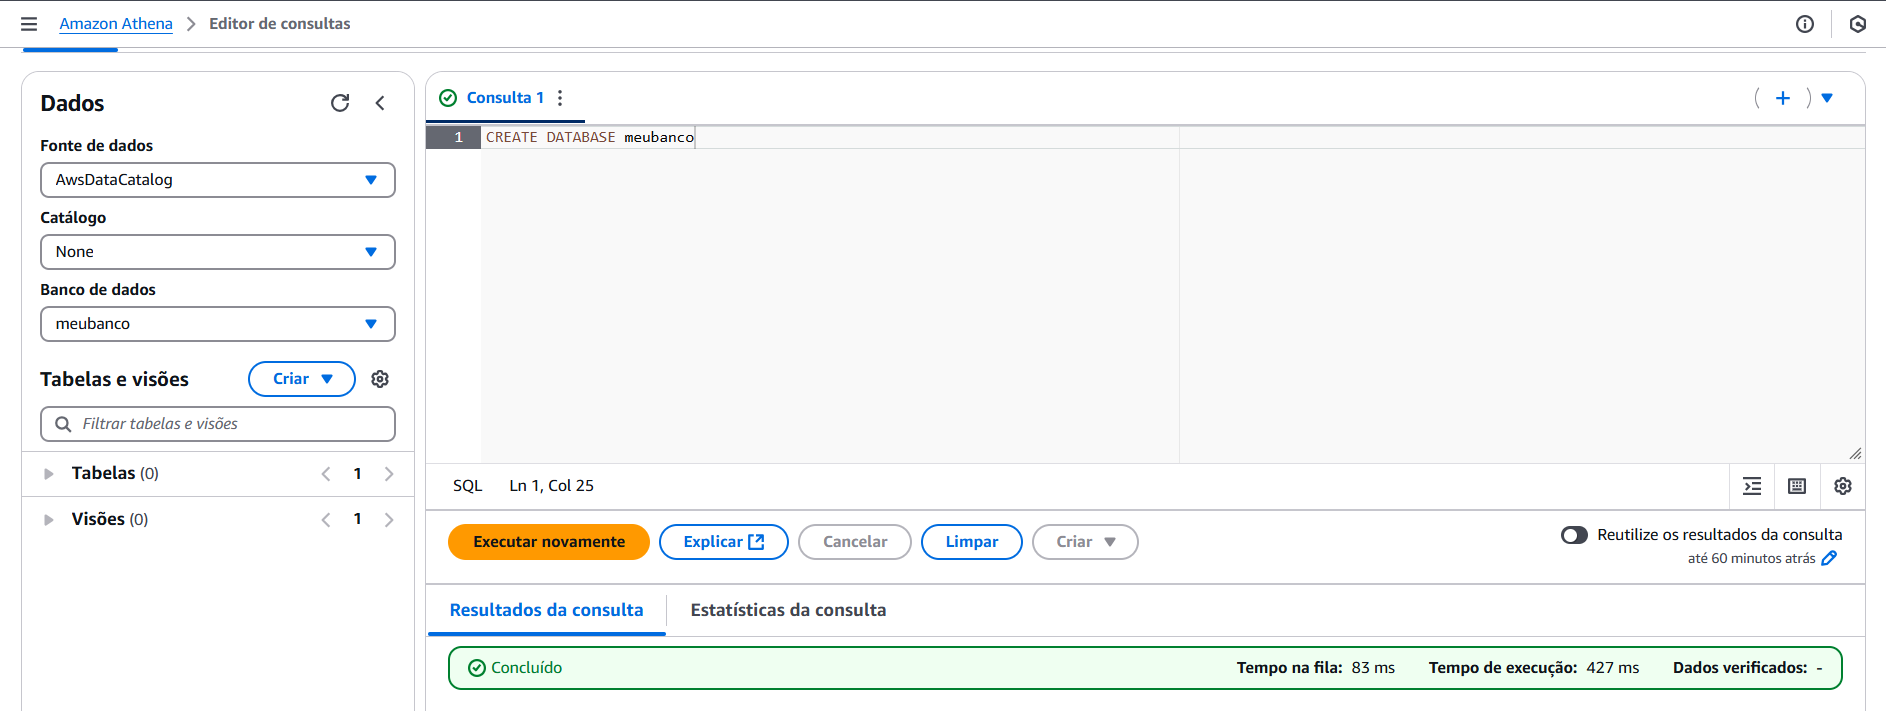 Amazon Athena > Editor de consultas
Dados
Fonte de dados
AwsDataCatalog
Catálogo
None
Banco de dados
meubanco
Tabelas e visões
Criar
Filtrar tabelas e visões
Tabelas (0)
1
Visões (0)
1
Consulta 1
1 CREATE DATABASE meubanco
SQL Ln 1, Col 25
Executar novamente Explicar Cancelar Limpar Criar
Reutilize os resultados da consulta
até 60 minutos atrás
Resultados da consulta Estatísticas da consulta
Concluído Tempo na fila: 83 ms Tempo de execução: 427 ms Dados verificados: -